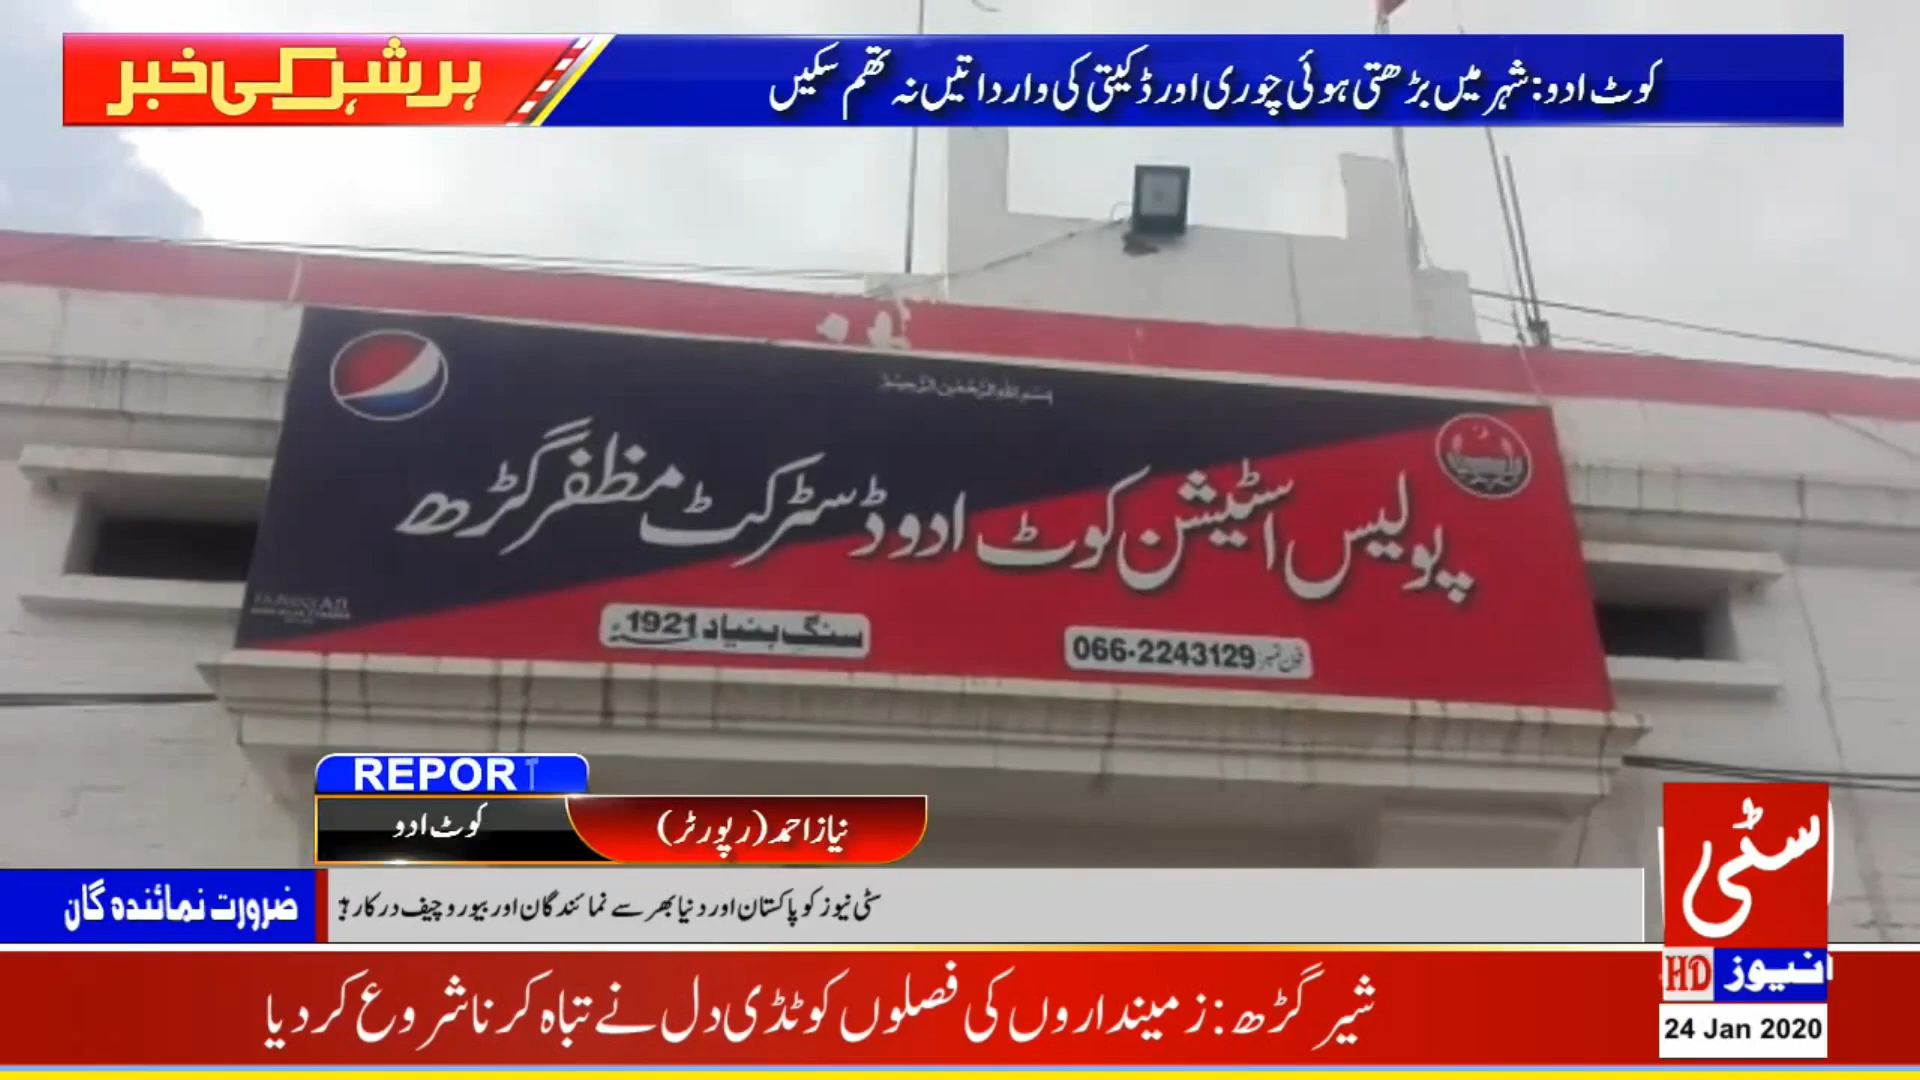 ہر شہر کی خبر
کوٹ ادو: شہر میں بڑھتی ہوئی چوری اور ڈکیتی کی وارداتیں نہ تھم سکیں
بسم اللہ الرحمٰن الرحیم
پولیس اسٹیشن کوٹ ادو ڈسٹرکٹ مظفر گڑھ
فون نمبر: 066-2243129
سنگ بنیاد 1921ء
REPORT
نیاز احمد (رپورٹر)
کوٹ ادو
ضرورت نمائندہ گان
سٹی نیوز کو پاکستان اور دنیا بھر سے نمائندگان اور بیورو چیف درکار
شیر گڑھ: زمینداروں کی فصلوں کو ٹڈی دل نے تباہ کرنا شروع کر دیا
سٹی
نیوز HD
24 Jan 2020